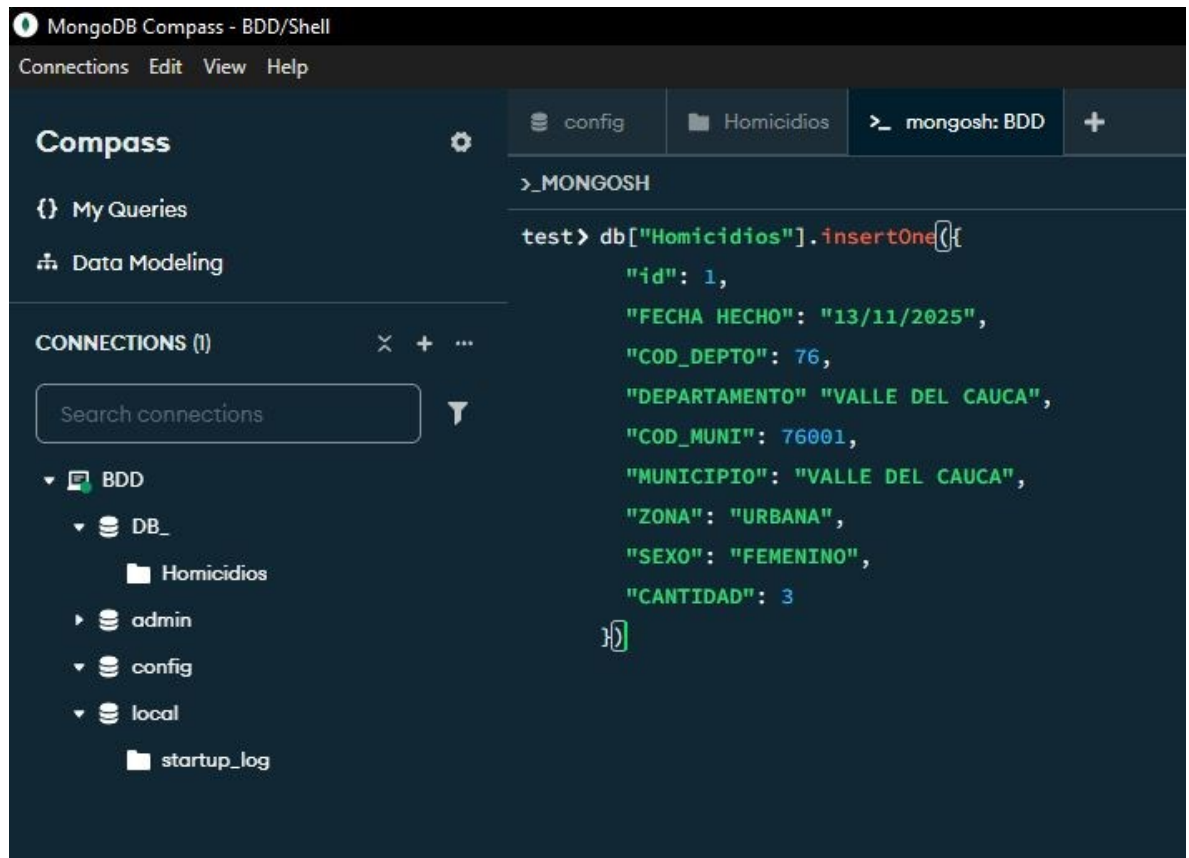 MongoDB Compass - BDD/Shell
Connections Edit View Help
Compass
{} My Queries
Data Modeling
CONNECTIONS (1)
Search connections
BDD
DB_
Homicidios
admin
config
local
startup_log
config
Homicidios
>_ mongosh: BDD
>_MONGOSH
test> db["Homicidios"].insertOne({
"id": 1,
"FECHA HECHO": "13/11/2025",
"COD_DEPTO": 76,
"DEPARTAMENTO" "VALLE DEL CAUCA",
"COD_MUNI": 76001,
"MUNICIPIO": "VALLE DEL CAUCA",
"ZONA": "URBANA",
"SEXO": "FEMENINO",
"CANTIDAD": 3
})